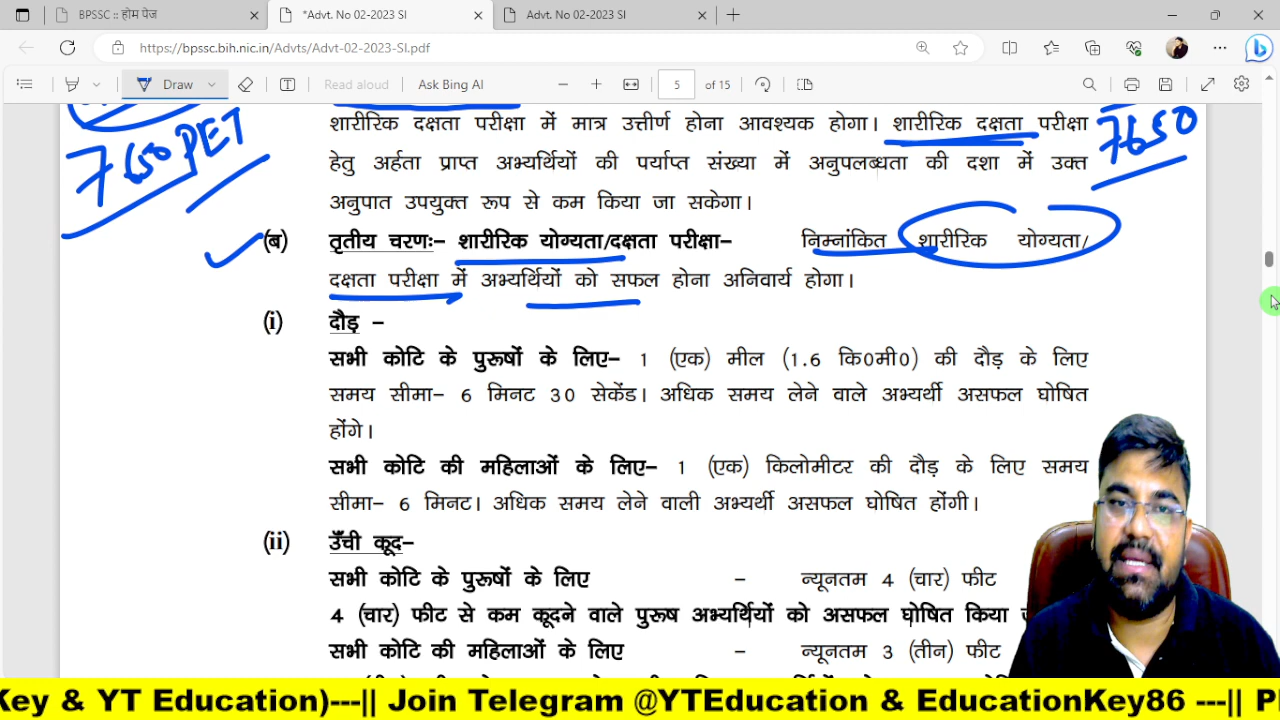 BPSSC :: होम पेज
*Advt. No 02-2023 SI
Advt. No 02-2023 SI
https://bpssc.bih.nic.in/Advts/Advt-02-2023-SI.pdf
Draw
Read aloud
Ask Bing AI
5 of 15
7650 PET
7650
शारीरिक दक्षता परीक्षा में मात्र उत्तीर्ण होना आवश्यक होगा। शारीरिक दक्षता परीक्षा
हेतु अर्हता प्राप्त अभ्यर्थियों की पर्याप्त संख्या में अनुपलब्धता की दशा में उक्त
अनुपात उपयुक्त रूप से कम किया जा सकेगा।
(ब) तृतीय चरणः- शारीरिक योग्यता/दक्षता परीक्षा– निम्नांकित शारीरिक योग्यता/
दक्षता परीक्षा में अभ्यर्थियों को सफल होना अनिवार्य होगा।
(i) दौड़ –
सभी कोटि के पुरूषों के लिए– 1 (एक) मील (1.6 कि0मी0) की दौड़ के लिए
समय सीमा– 6 मिनट 30 सेकेंड। अधिक समय लेने वाले अभ्यर्थी असफल घोषित
होंगे।
सभी कोटि की महिलाओं के लिए– 1 (एक) किलोमीटर की दौड़ के लिए समय
सीमा– 6 मिनट। अधिक समय लेने वाली अभ्यर्थी असफल घोषित होंगी।
(ii) उँची कूद–
सभी कोटि के पुरूषों के लिए – न्यूनतम 4 (चार) फीट
4 (चार) फीट से कम कूदने वाले पुरूष अभ्यर्थियों को असफल घोषित किया
सभी कोटि की महिलाओं के लिए – न्यूनतम 3 (तीन) फीट
Key & YT Education)---|| Join Telegram @YTEducation & EducationKey86 ---||